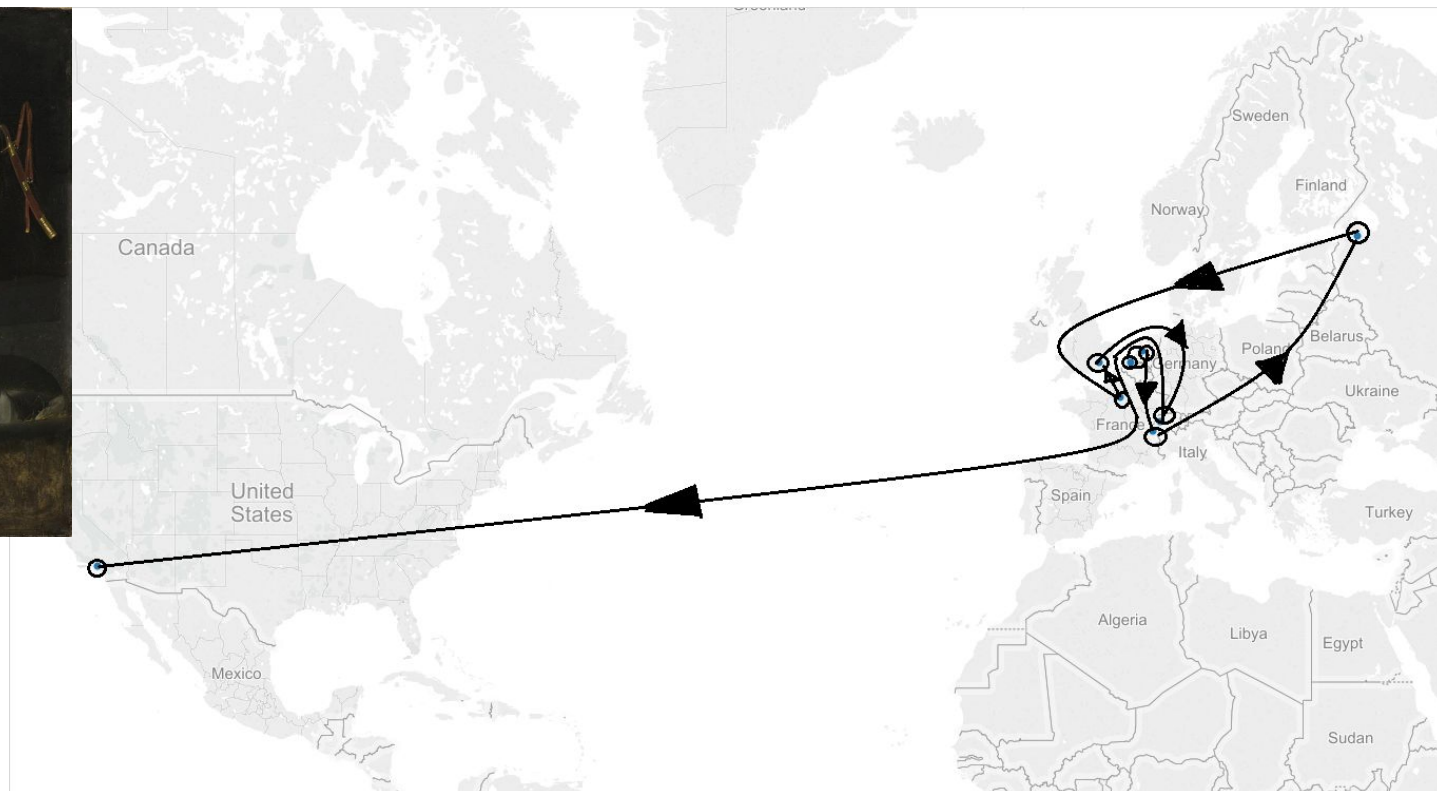 Greenland
Sweden
Finland
Norway
Canada
Belarus
Poland
Germany
Ukraine
France
Italy
United
States
Spain
Turkey
Algeria
Libya
Egypt
Mexico
Sudan